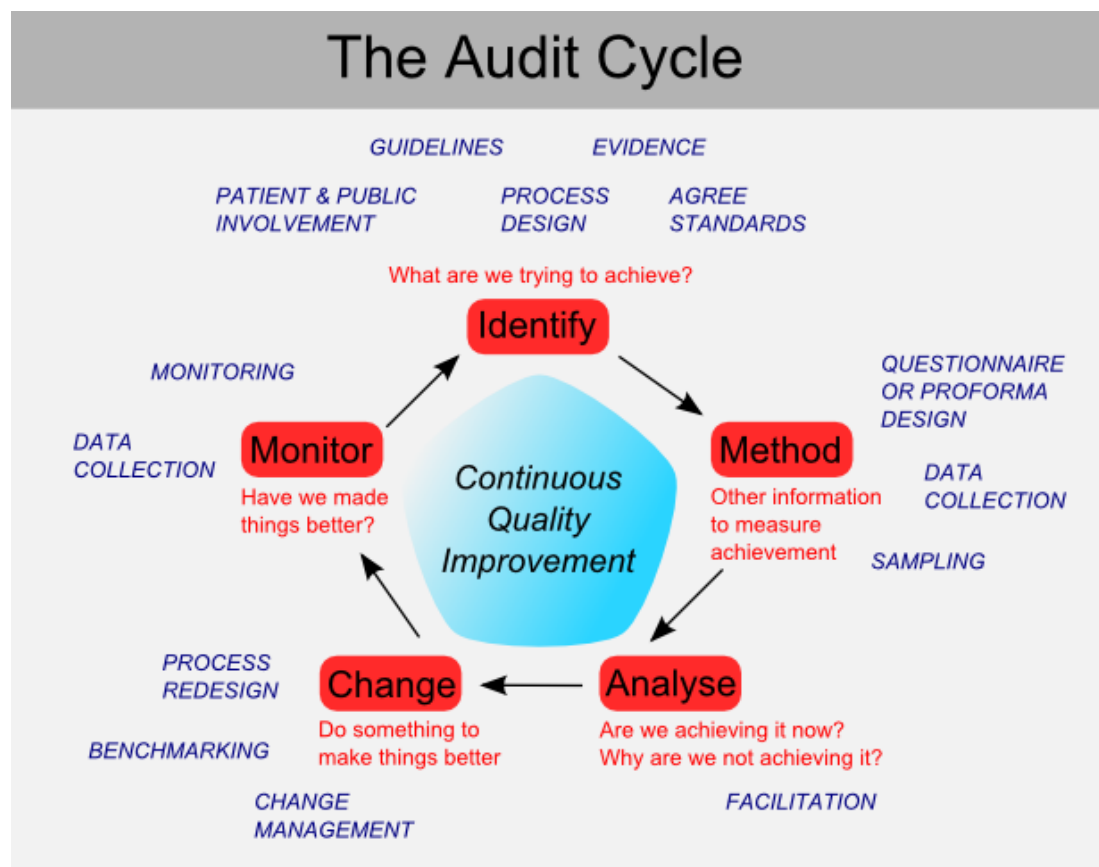 The Audit Cycle
GUIDELINES
EVIDENCE
PATIENT & PUBLIC
INVOLVEMENT
PROCESS
DESIGN
AGREE
STANDARDS
What are we trying to achieve?
Identify
MONITORING
QUESTIONNAIRE
OR PROFORMA
DESIGN
DATA
COLLECTION
Monitor
Have we made
things better?
Continuous
Quality
Improvement
Method
Other information
to measure
achievement
DATA
COLLECTION
SAMPLING
PROCESS
REDESIGN
Change
Do something to
make things better
Analyse
Are we achieving it now?
Why are we not achieving it?
BENCHMARKING
CHANGE
MANAGEMENT
FACILITATION